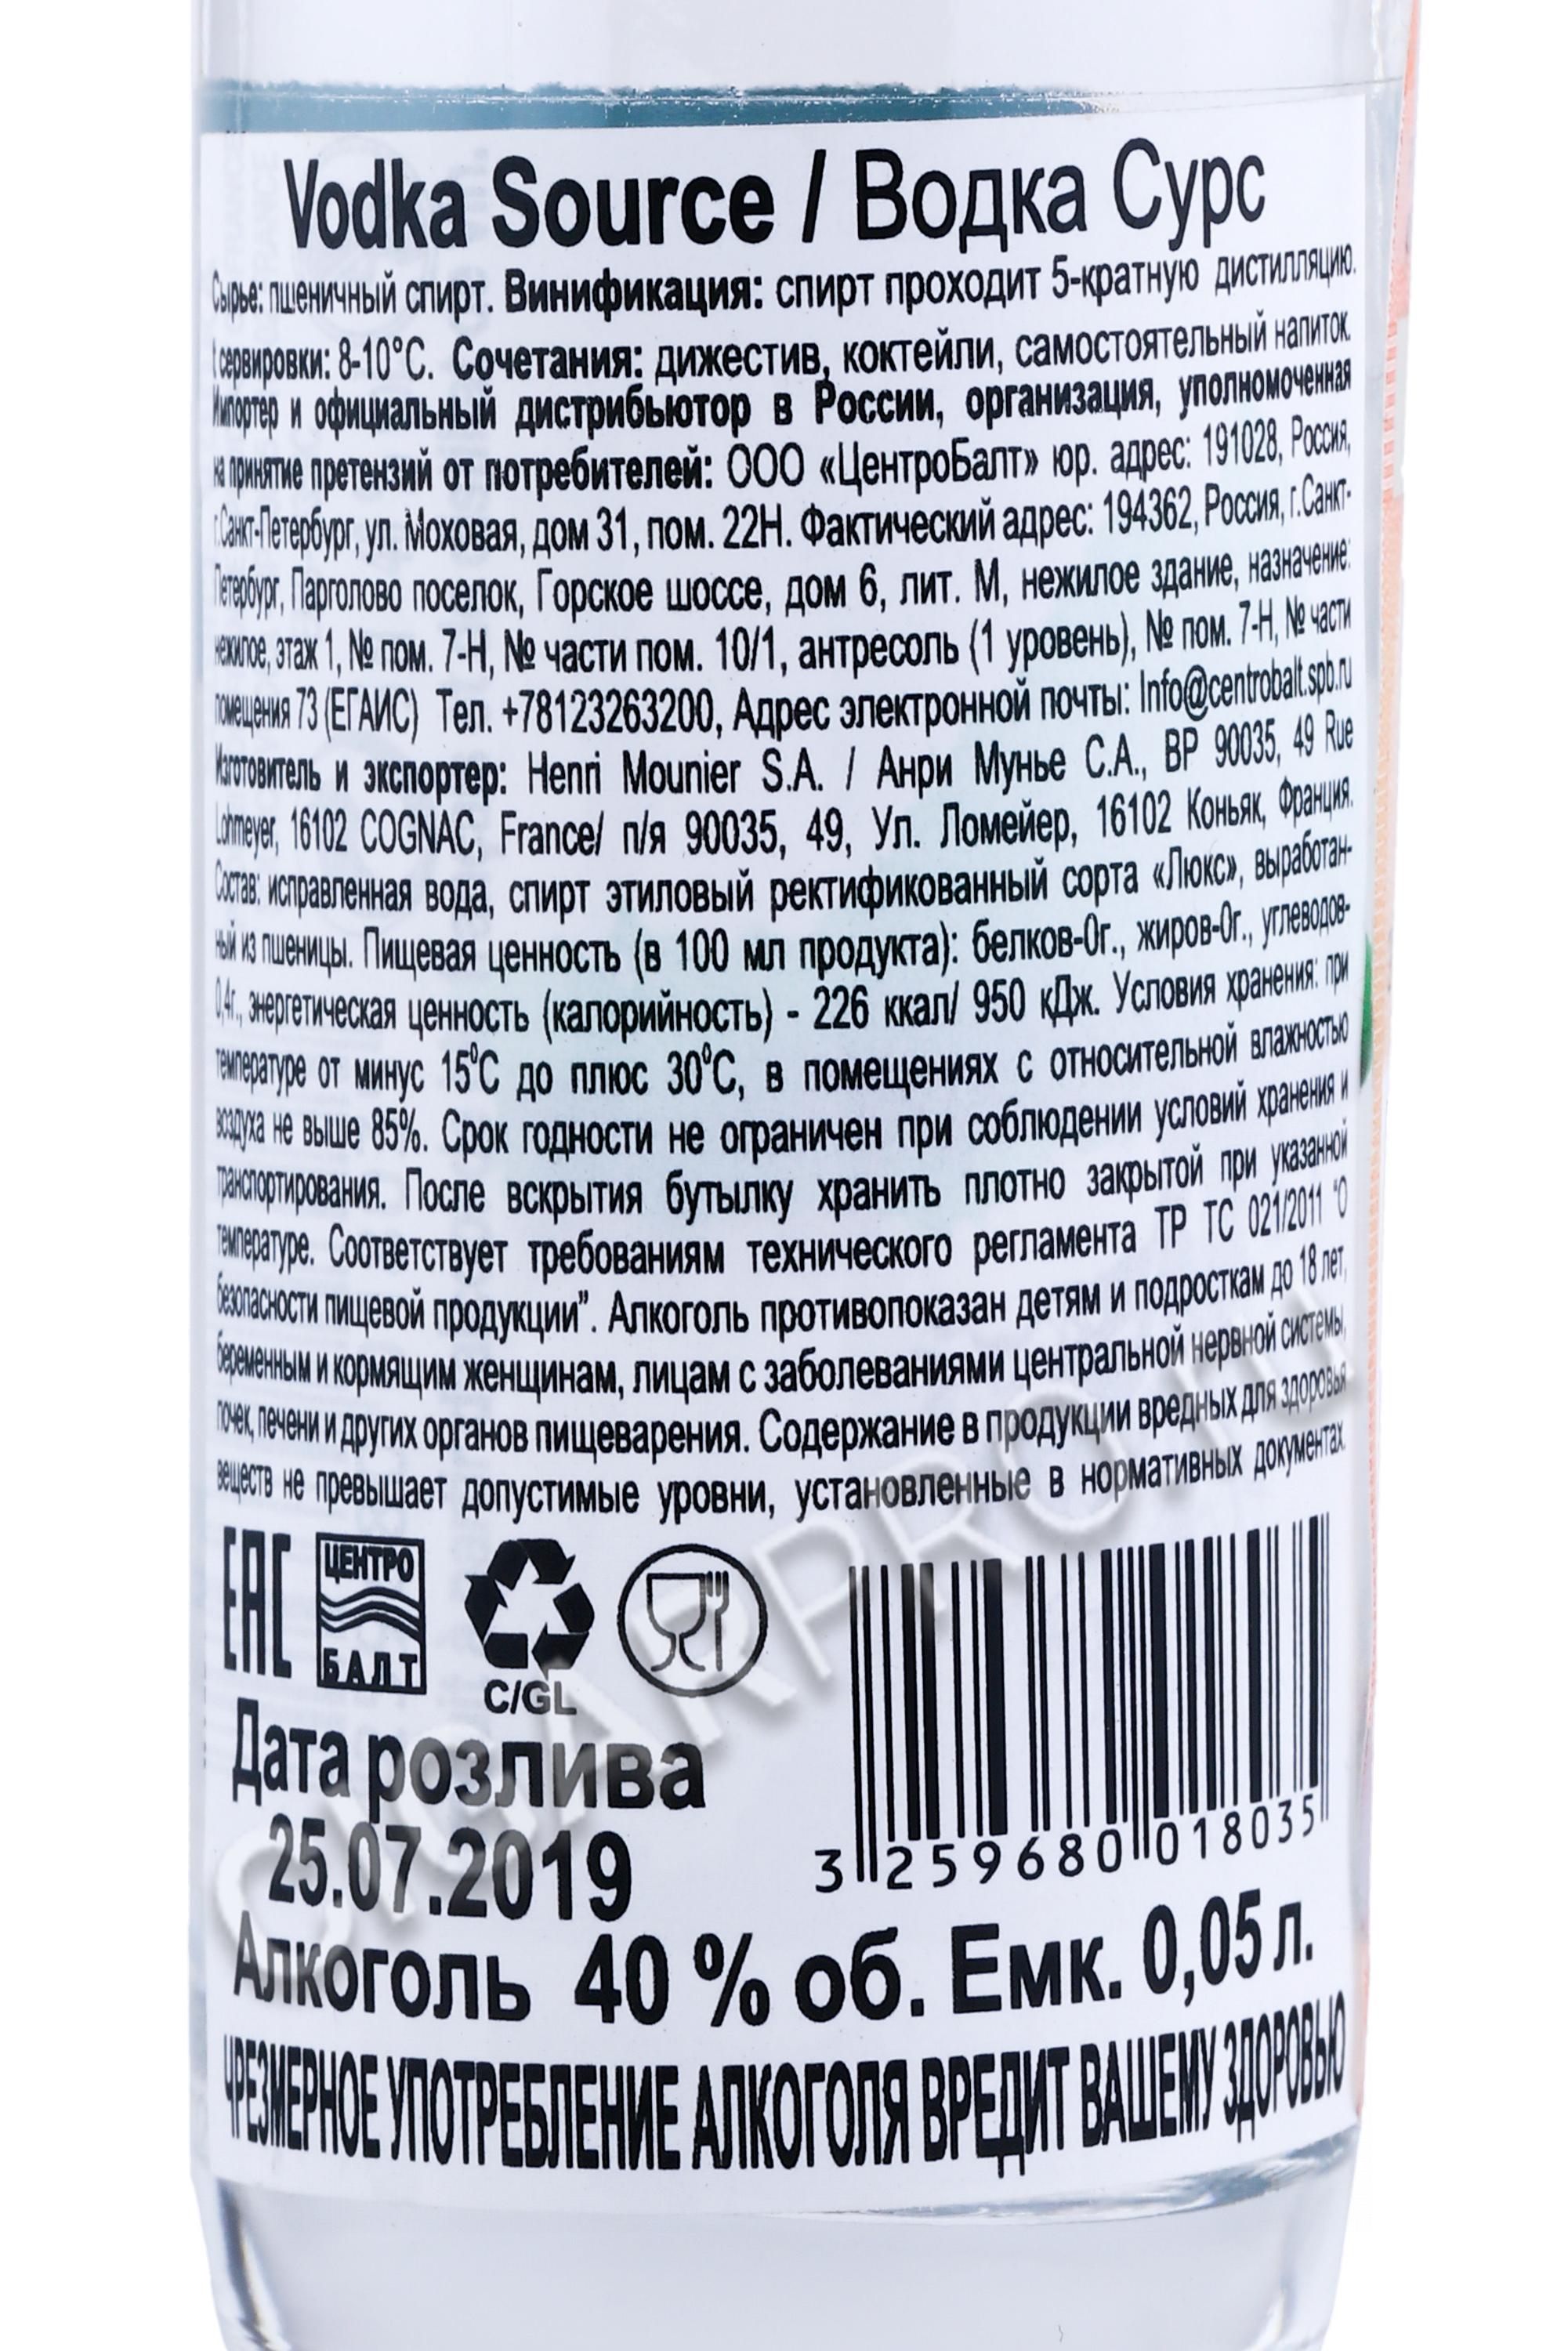 Vodka Source / Водка Сурс
Сырье: пшеничный спирт. Винификация: спирт проходит 5-кратную дистилляцию.
t сервировки: 8-10°C. Сочетания: дижестив, коктейли, самостоятельный напиток.
Импортер и официальный дистрибьютор в России, организация, уполномоченная
на принятие претензий от потребителей: ООО «ЦентроБалт» юр. адрес: 191028, Россия,
г.Санкт-Петербург, ул. Моховая, дом 31, пом. 22Н. Фактический адрес: 194362, Россия, г.Санкт-
Петербург, Парголово поселок, Горское шоссе, дом 6, лит. М, нежилое здание, назначение:
нежилое, этаж 1, № пом. 7-Н, № части пом. 10/1, антресоль (1 уровень), № пом. 7-Н, № части
помещения 73 (ЕГАИС) Тел. +78123263200, Адрес электронной почты: Info@centrobalt.spb.ru
Изготовитель и экспортер: Henri Mounier S.A. / Анри Мунье С.А., BP 90035, 49 Rue
Lohmeyer, 16102 COGNAC, France/ п/я 90035, 49, Ул. Ломейер, 16102 Коньяк, Франция.
Состав: исправленная вода, спирт этиловый ректификованный сорта «Люкс», выработан-
ный из пшеницы. Пищевая ценность (в 100 мл продукта): белков-0г., жиров-0г., углеводов-
0,4г., энергетическая ценность (калорийность) - 226 ккал/ 950 кДж. Условия хранения: при
температуре от минус 15°С до плюс 30°С, в помещениях с относительной влажностью
воздуха не выше 85%. Срок годности не ограничен при соблюдении условий хранения и
транспортирования. После вскрытия бутылку хранить плотно закрытой при указанной
температуре. Соответствует требованиям технического регламента ТР ТС 021/2011 "О
безопасности пищевой продукции”. Алкоголь противопоказан детям и подросткам до 18 лет,
беременным и кормящим женщинам, лицам с заболеваниями центральной нервной системы,
почек, печени и других органов пищеварения. Содержание в продукции вредных для здоровья
веществ не превышает допустимые уровни, установленные в нормативных документах.
ЕАС
ЦЕНТРО
БАЛТ
C/GL
Дата розлива
25.07.2019
3 259680 018035
Алкоголь 40 % об. Емк. 0,05 л.
ЧРЕЗМЕРНОЕ УПОТРЕБЛЕНИЕ АЛКОГОЛЯ ВРЕДИТ ВАШЕМУ ЗДОРОВЬЮ
CIGARPRO.RU